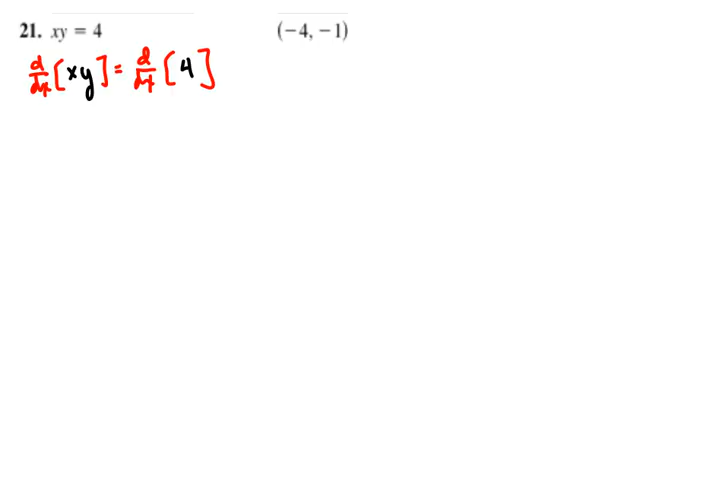 21. xy = 4 (−4, −1)
d/dx [xy] = d/dx [4]